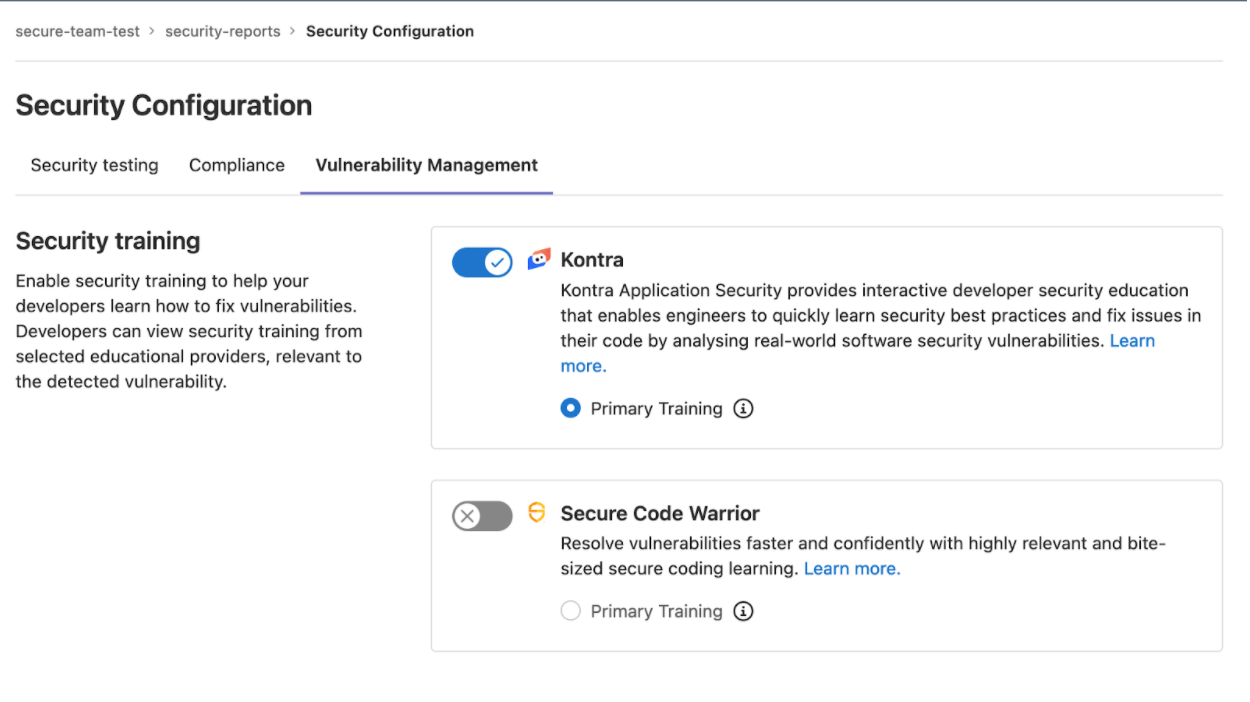 secure-team-test > security-reports > Security Configuration
Security Configuration
Security testing Compliance Vulnerability Management
Security training
Enable security training to help your
developers learn how to fix vulnerabilities.
Developers can view security training from
selected educational providers, relevant to
the detected vulnerability.
Kontra
Kontra Application Security provides interactive developer security education
that enables engineers to quickly learn security best practices and fix issues in
their code by analysing real-world software security vulnerabilities. Learn
more.
Primary Training
Secure Code Warrior
Resolve vulnerabilities faster and confidently with highly relevant and bite-
sized secure coding learning. Learn more.
Primary Training